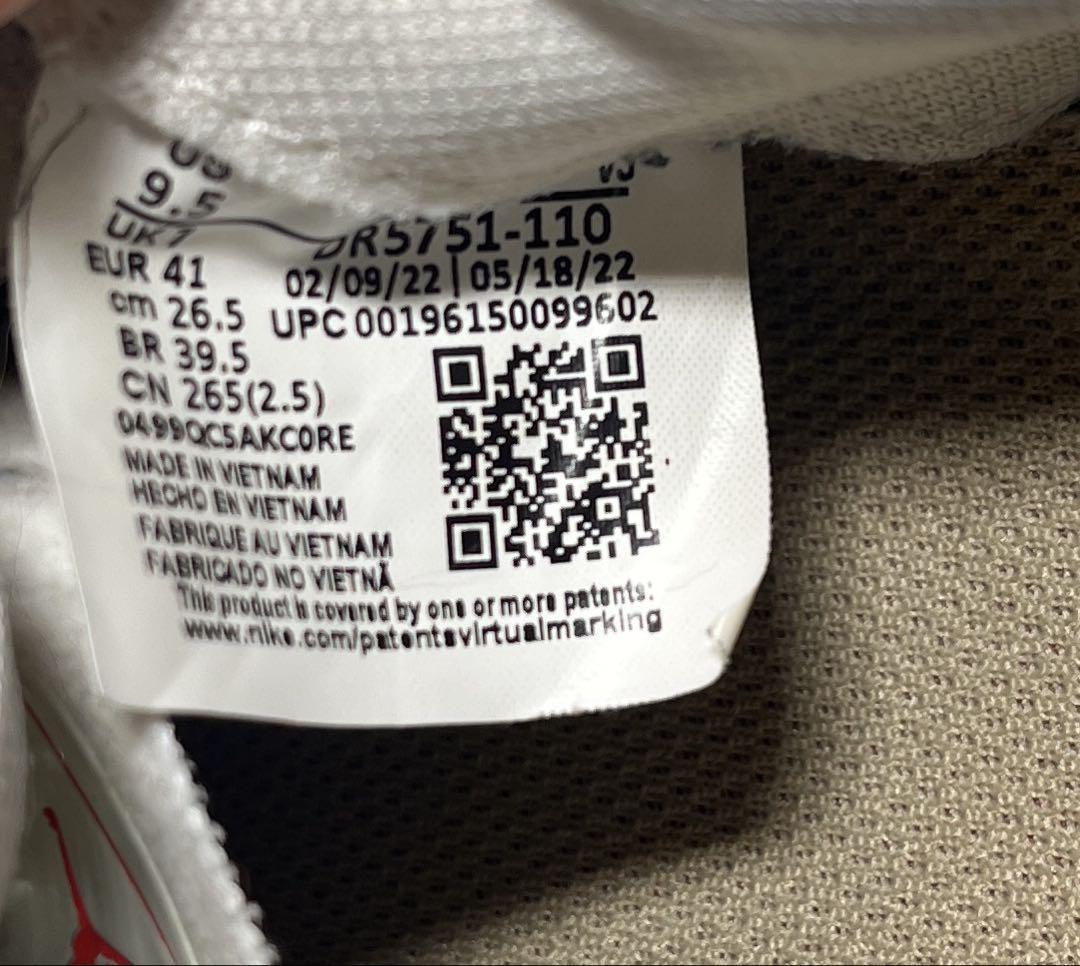 US
9.5
UK7
EUR 41
cm 26.5
BR 39.5
CN 265(2.5)
0499QC5AKC0RE
DR5751-110
02/09/22 | 05/18/22
UPC 00196150099602
MADE IN VIETNAM
HECHO EN VIETNAM
FABRIQUE AU VIETNAM
FABRICADO NO VIETNÃ
This product is covered by one or more patents:
www.nike.com/patentsvirtualmarking